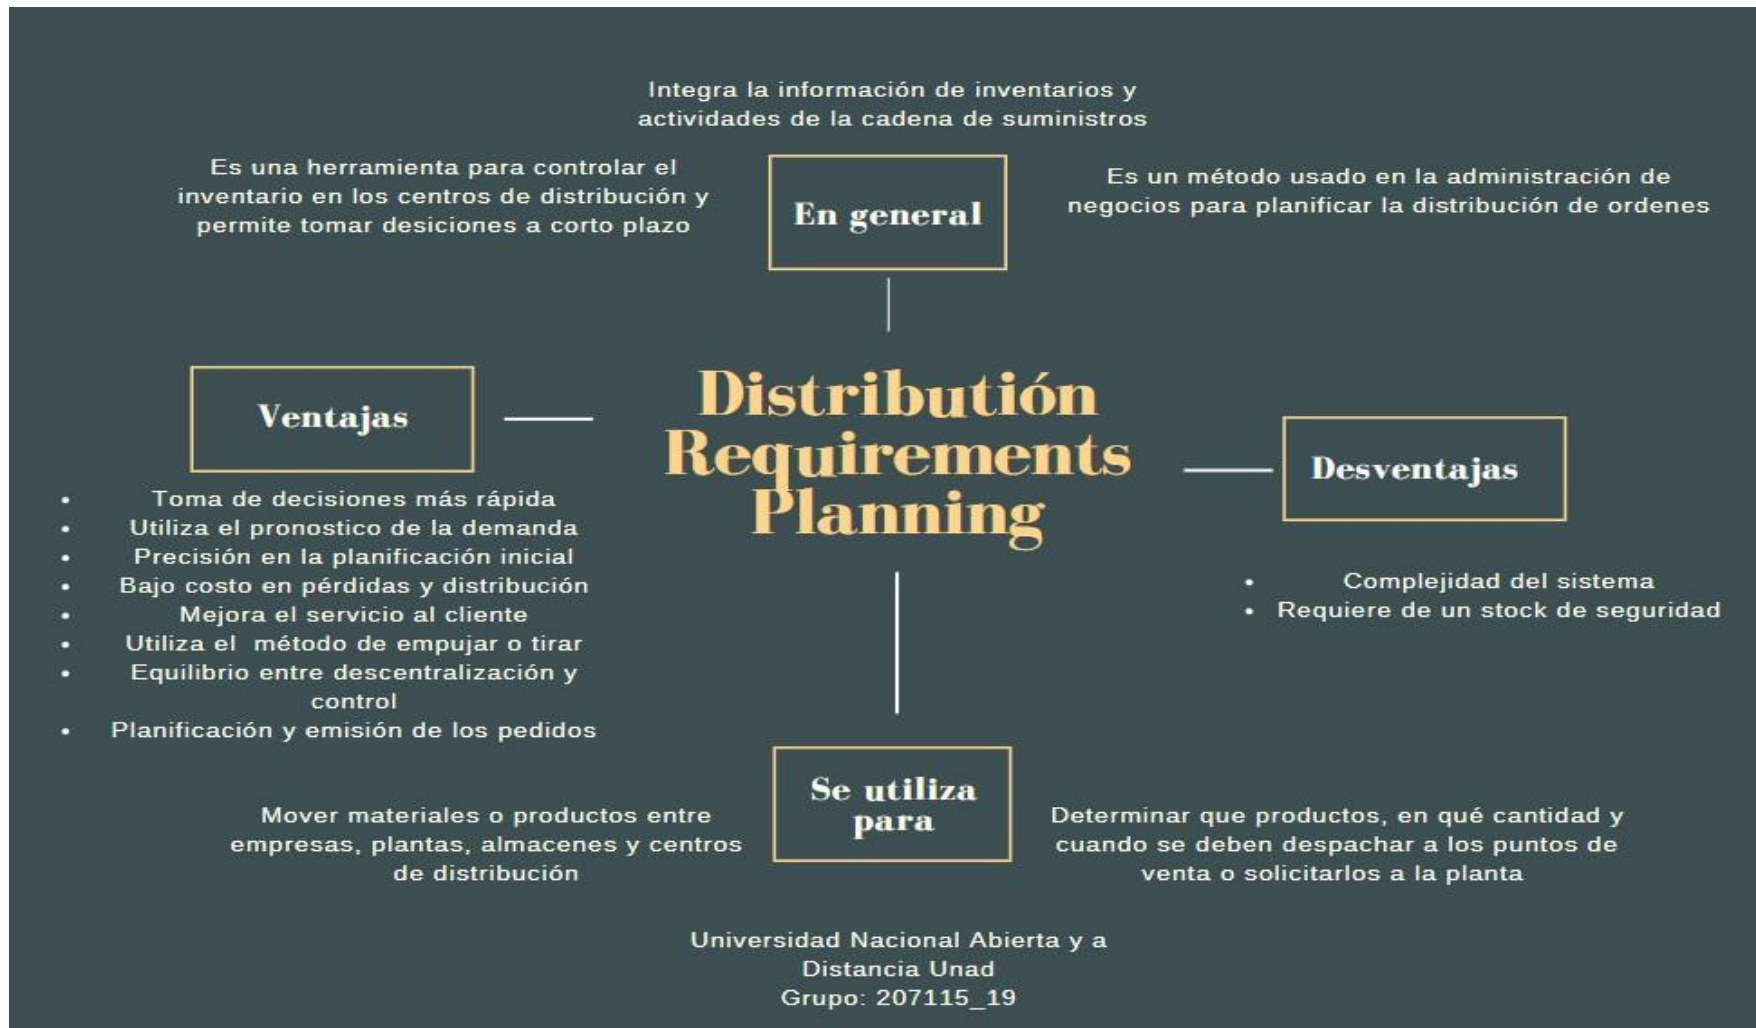 Integra la información de inventarios y
actividades de la cadena de suministros
Es una herramienta para controlar el
inventario en los centros de distribución y
permite tomar desiciones a corto plazo
En general
Es un método usado en la administración de
negocios para planificar la distribución de ordenes
Ventajas
• Toma de decisiones más rápida
• Utiliza el pronostico de la demanda
• Precisión en la planificación inicial
• Bajo costo en pérdidas y distribución
• Mejora el servicio al cliente
• Utiliza el método de empujar o tirar
• Equilibrio entre descentralización y
control
• Planificación y emisión de los pedidos
Distributión
Requirements
Planning
Desventajas
• Complejidad del sistema
• Requiere de un stock de seguridad
Mover materiales o productos entre
empresas, plantas, almacenes y centros
de distribución
Se utiliza
para
Determinar que productos, en qué cantidad y
cuando se deben despachar a los puntos de
venta o solicitarlos a la planta
Universidad Nacional Abierta y a
Distancia Unad
Grupo: 207115_19